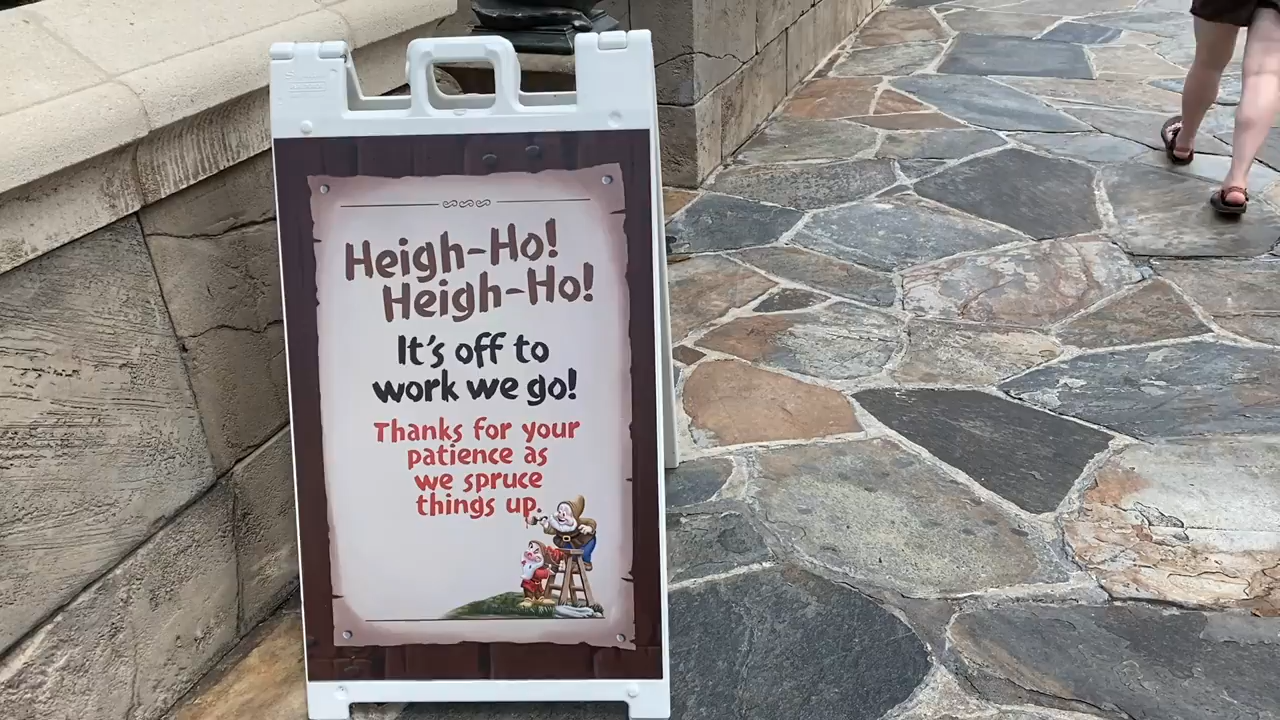 Heigh-Ho!
Heigh-Ho!
It's off to
work we go!
Thanks for your
patience as
we spruce
things up.